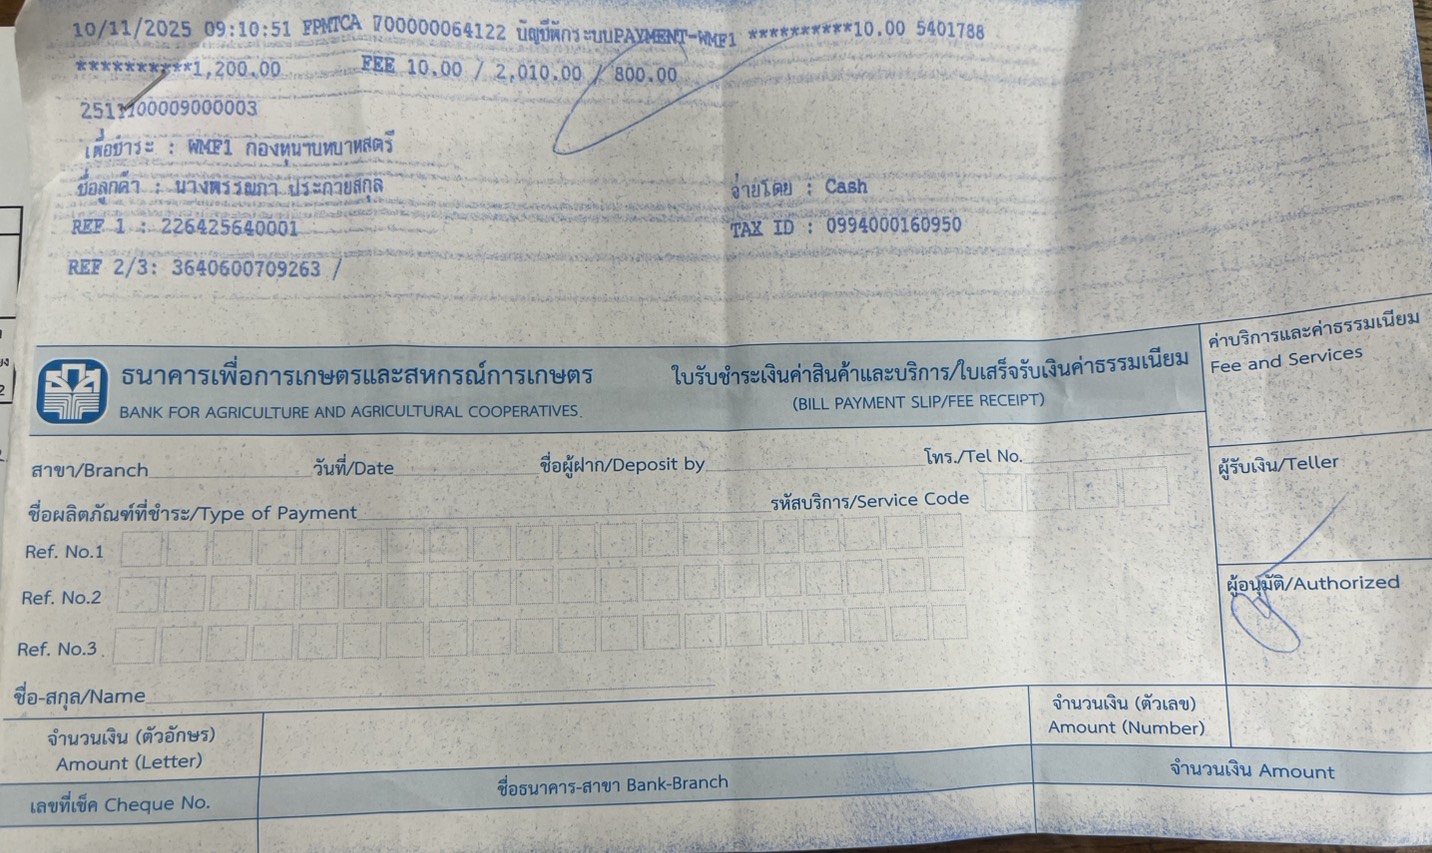 10/11/2025 09:10:51 FPMTCA 700000064122 บัญชีพักระบบPAYMENT-WMF1 **********10.00 5401788
**********1,200.00 FEE 10.00 / 2,010.00 / 800.00
251100009000003
เพื่อชำระ : WMF1 กองทุนฯบทบาทสตรี
ชื่อลูกค้า : นางพรรณภา ประกายสกุล
จ่ายโดย : Cash
REF 1 : 226425640001
TAX ID : 0994000160950
REF 2/3: 3640600709263 /
ธนาคารเพื่อการเกษตรและสหกรณ์การเกษตร
BANK FOR AGRICULTURE AND AGRICULTURAL COOPERATIVES.
ใบรับชำระเงินค่าสินค้าและบริการ/ใบเสร็จรับเงินค่าธรรมเนียม
(BILL PAYMENT SLIP/FEE RECEIPT)
ค่าบริการและค่าธรรมเนียม
Fee and Services
สาขา/Branch วันที่/Date ชื่อผู้ฝาก/Deposit by โทร./Tel No.
ผู้รับเงิน/Teller
ชื่อผลิตภัณฑ์ที่ชำระ/Type of Payment รหัสบริการ/Service Code
Ref. No.1
Ref. No.2
ผู้อนุมัติ/Authorized
Ref. No.3
ชื่อ-สกุล/Name
จำนวนเงิน (ตัวอักษร)
Amount (Letter)
จำนวนเงิน (ตัวเลข)
Amount (Number)
เลขที่เช็ค Cheque No. ชื่อธนาคาร-สาขา Bank-Branch จำนวนเงิน Amount